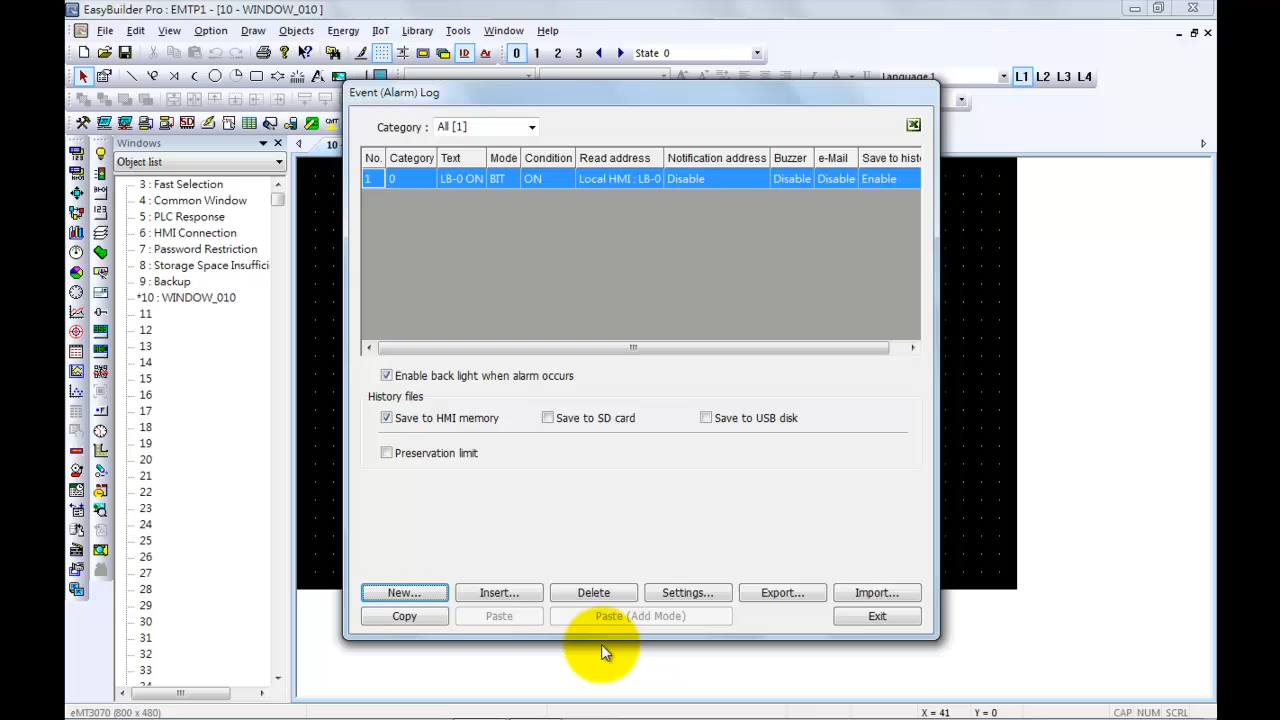 EasyBuilder Pro : EMTP1 - [10 - WINDOW_010 ]
File Edit View Option Draw Objects Energy IIoT Library Tools Window Help
ID Ar 0 1 2 3 State 0
A Language 1 L1 L2 L3 L4
SD
Windows
Object list
10 -
3 : Fast Selection
4 : Common Window
5 : PLC Response
6 : HMI Connection
7 : Password Restriction
8 : Storage Space Insuffici
9 : Backup
*10 : WINDOW_010
11
12
13
14
15
16
17
18
19
20
21
22
23
24
25
26
27
28
29
30
31
32
33
Event (Alarm) Log
Category : All [1]
No. Category Text Mode Condition Read address Notification address Buzzer e-Mail Save to hist
1 0 LB-0 ON BIT ON Local HMI : LB-0 Disable Disable Disable Enable
Enable back light when alarm occurs
History files
Save to HMI memory Save to SD card Save to USB disk
Preservation limit
New... Insert... Delete Settings... Export... Import...
Copy Paste Paste (Add Mode) Exit
eMT3070 (800 x 480) X = 41 Y = 0 CAP NUM SCRL